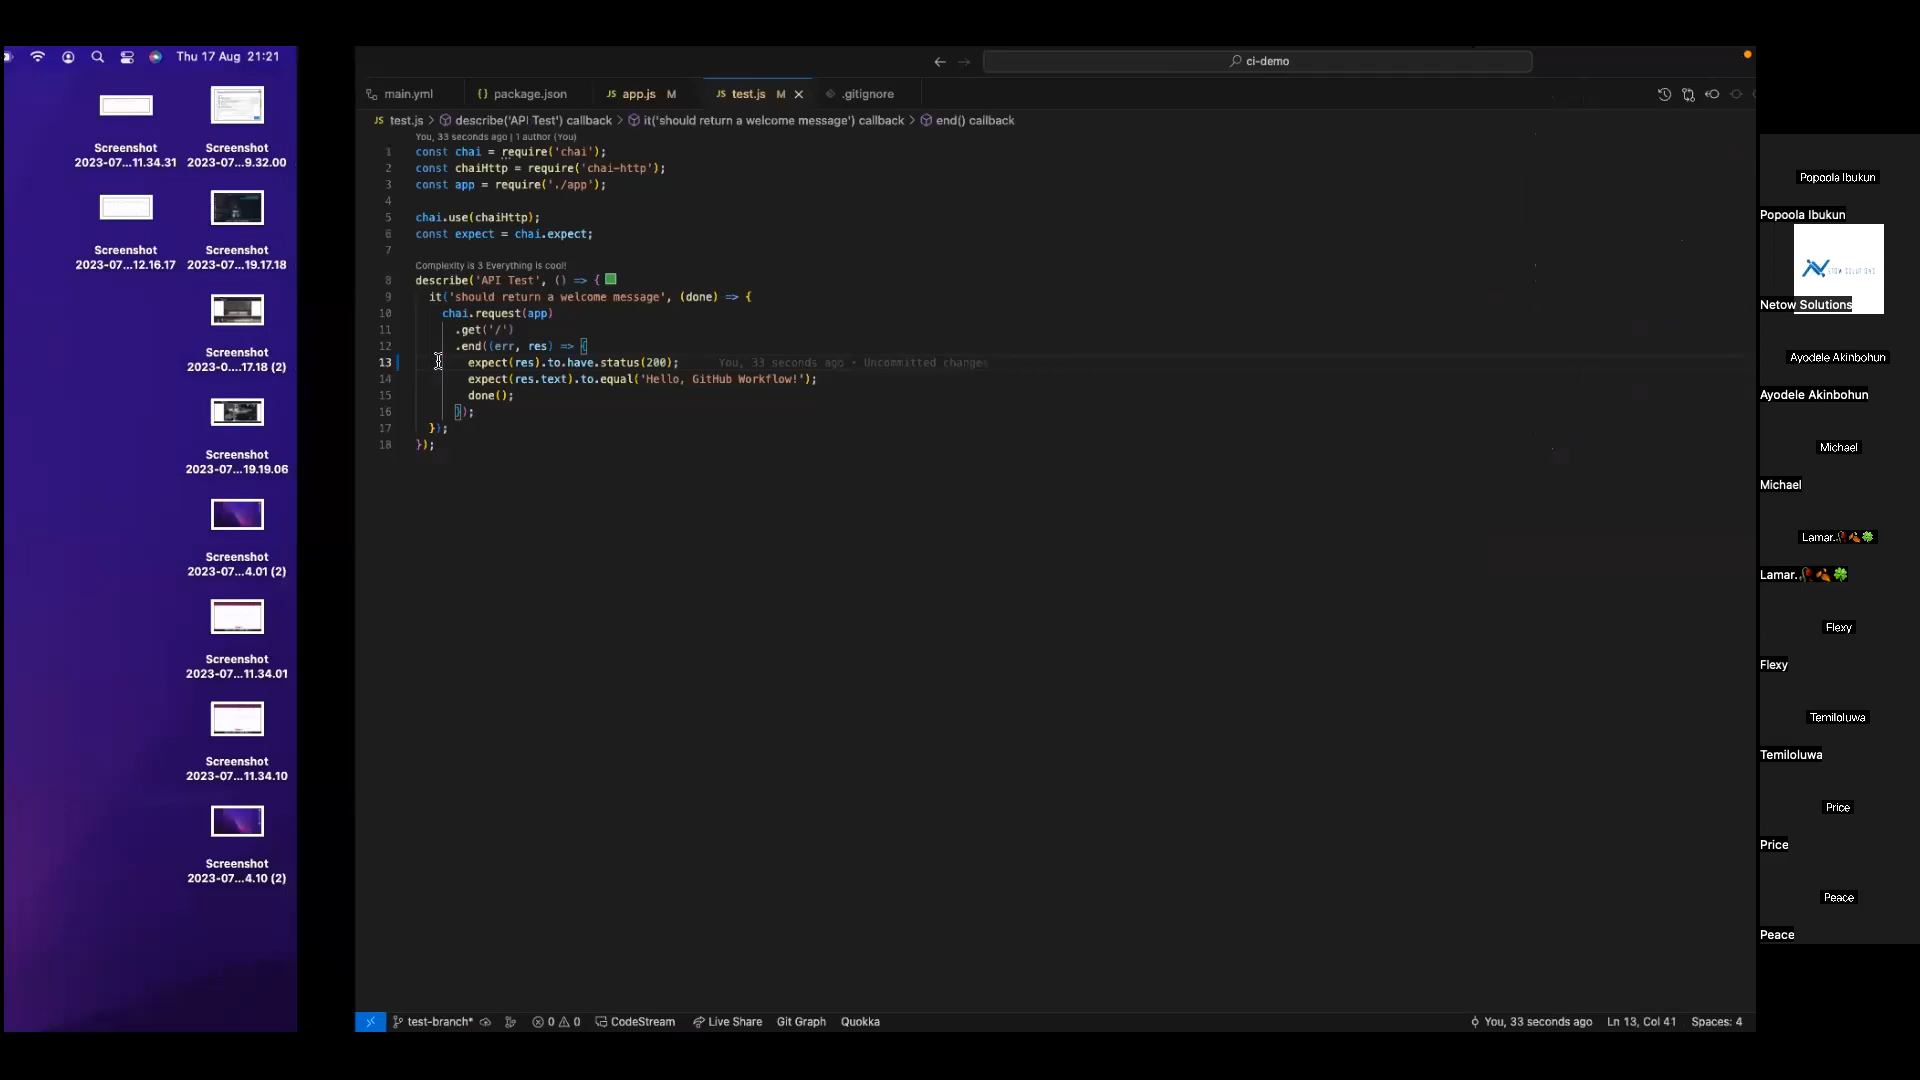 Thu 17 Aug 21:21
Screenshot
2023-07...11.34.31
Screenshot
2023-07...9.32.00
Screenshot
2023-07...12.16.17
Screenshot
2023-07...19.17.18
Screenshot
2023-0....17.18 (2)
Screenshot
2023-07...19.19.06
Screenshot
2023-07...4.01 (2)
Screenshot
2023-07...11.34.01
Screenshot
2023-07...11.34.10
Screenshot
2023-07...4.10 (2)
ci-demo
main.yml
{} package.json
JS app.js M
JS test.js M
.gitignore
JS test.js > describe('API Test') callback > it('should return a welcome message') callback > end() callback
You, 33 seconds ago | 1 author (You)
1 const chai = require('chai');
2 const chaiHttp = require('chai-http');
3 const app = require('./app');
4
5 chai.use(chaiHttp);
6 const expect = chai.expect;
7
Complexity is 3 Everything is cool!
8 describe('API Test', () => {
9 it('should return a welcome message', (done) => {
10 chai.request(app)
11 .get('/')
12 .end((err, res) => {
13 expect(res).to.have.status(200); You, 33 seconds ago • Uncommitted changes
14 expect(res.text).to.equal('Hello, GitHub Workflow!');
15 done();
16 });
17 });
18 });
test-branch* 0 0 CodeStream Live Share Git Graph Quokka
You, 33 seconds ago Ln 13, Col 41 Spaces: 4
Popoola Ibukun
Popoola Ibukun
Netow Solutions
Ayodele Akinbohun
Ayodele Akinbohun
Michael
Michael
Lamar.🥀🍂🍀
Lamar.🥀🍂🍀
Flexy
Flexy
Temiloluwa
Temiloluwa
Price
Price
Peace
Peace